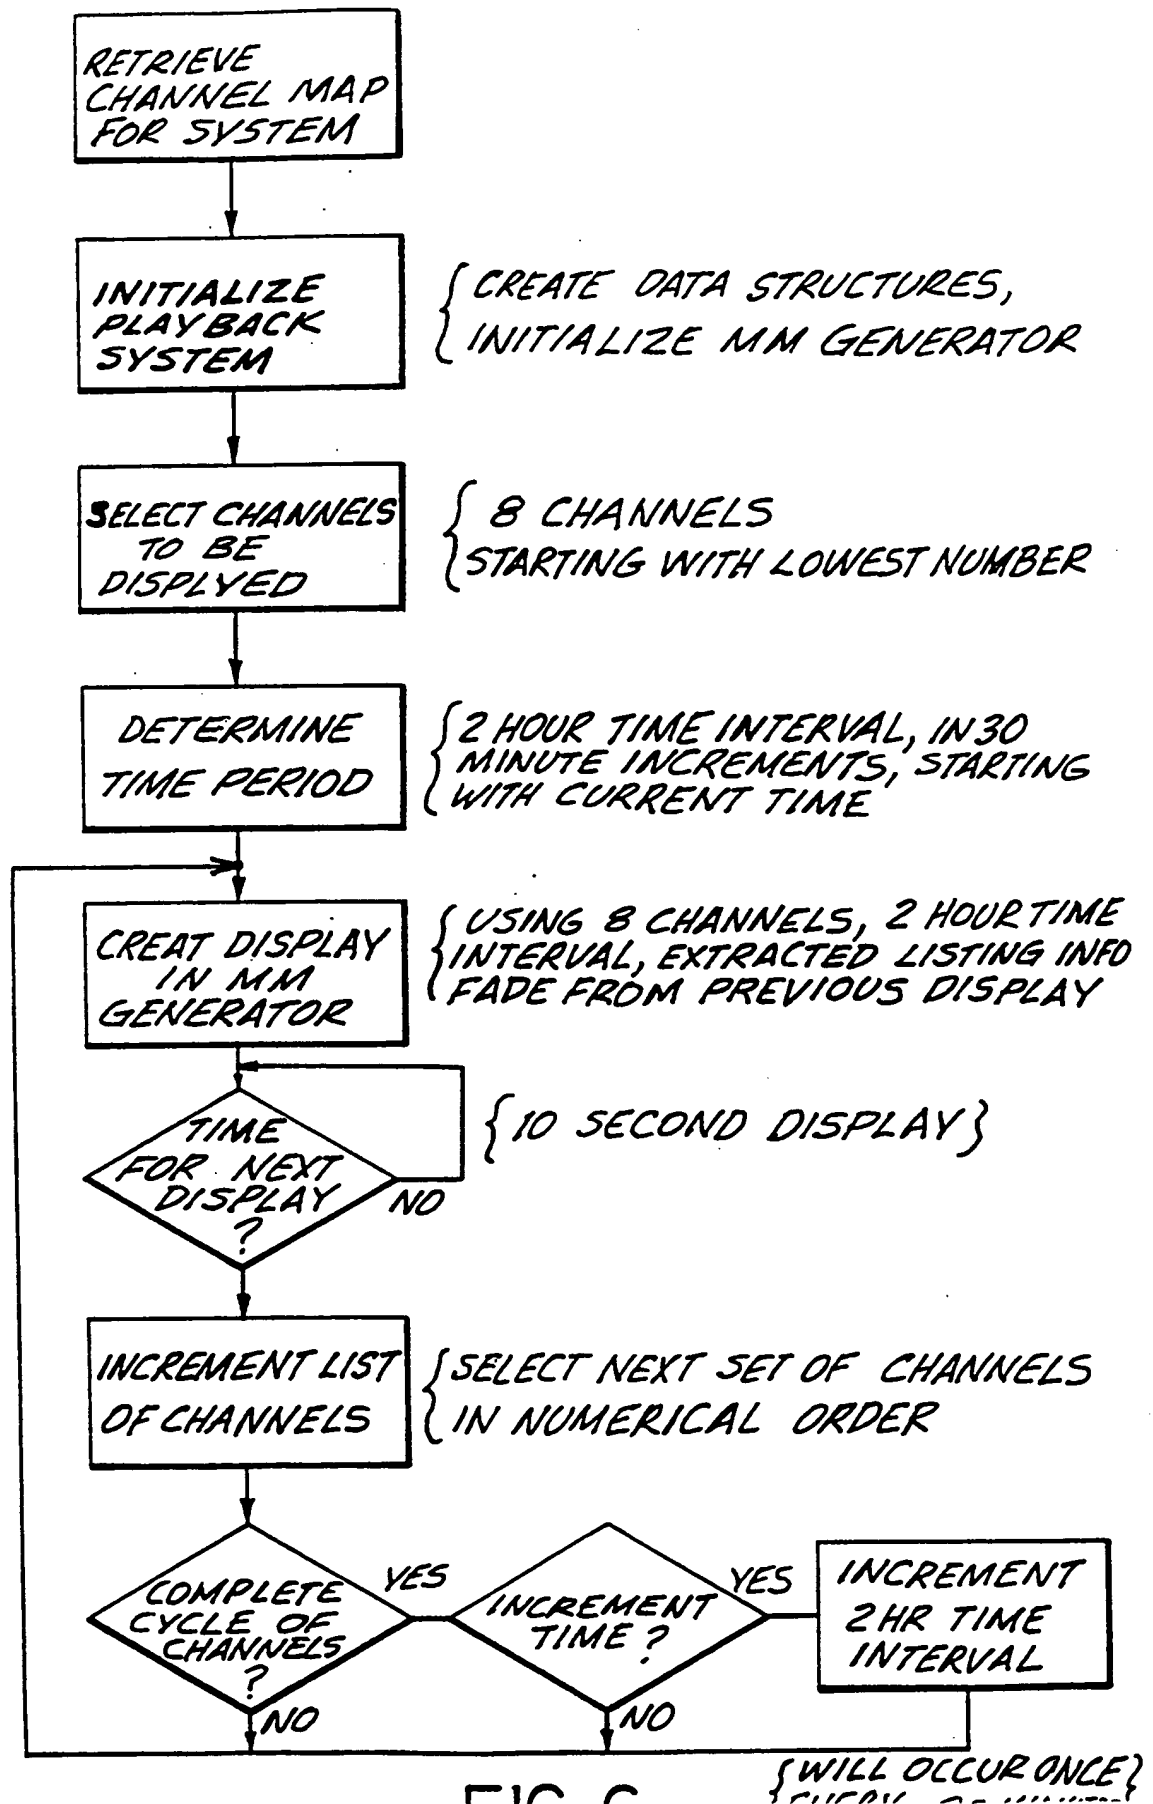 RETRIEVE
CHANNEL MAP
FOR SYSTEM
INITIALIZE
PLAYBACK
SYSTEM
{CREATE DATA STRUCTURES,
INITIALIZE MM GENERATOR
SELECT CHANNELS
TO BE
DISPLYED
{8 CHANNELS
STARTING WITH LOWEST NUMBER
DETERMINE
TIME PERIOD
{2 HOUR TIME INTERVAL, IN 30
MINUTE INCREMENTS, STARTING
WITH CURRENT TIME
CREAT DISPLAY
IN MM
GENERATOR
{USING 8 CHANNELS, 2 HOUR TIME
INTERVAL, EXTRACTED LISTING INFO
FADE FROM PREVIOUS DISPLAY
TIME
FOR NEXT
DISPLAY
?
NO
{10 SECOND DISPLAY}
INCREMENT LIST
OF CHANNELS
{SELECT NEXT SET OF CHANNELS
IN NUMERICAL ORDER
COMPLETE
CYCLE OF
CHANNELS
?
YES
NO
INCREMENT
TIME?
YES
NO
INCREMENT
2 HR TIME
INTERVAL
{WILL OCCUR ONCE}
EVERY
FIG. 6